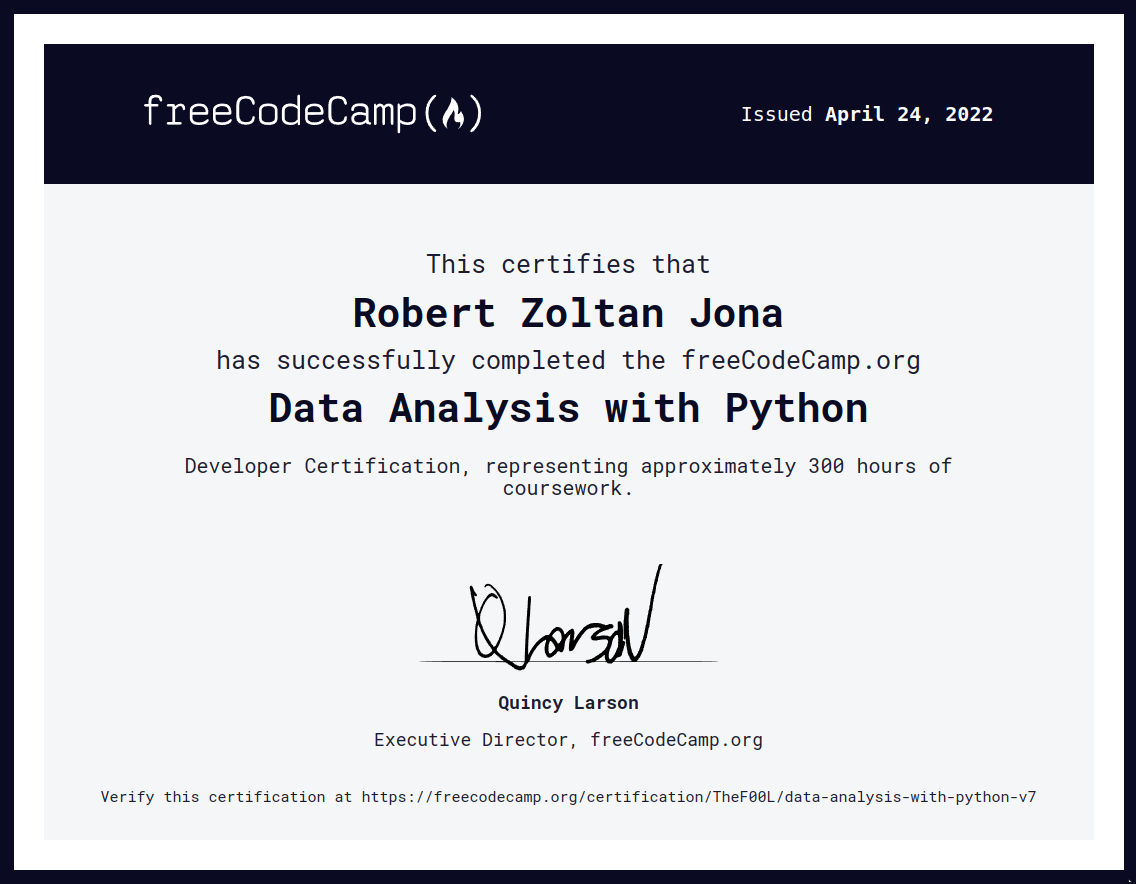 freeCodeCamp(🔥)
Issued April 24, 2022
This certifies that
Robert Zoltan Jona
has successfully completed the freeCodeCamp.org
Data Analysis with Python
Developer Certification, representing approximately 300 hours of
coursework.
Q Larson
Quincy Larson
Executive Director, freeCodeCamp.org
Verify this certification at https://freecodecamp.org/certification/TheF00L/data-analysis-with-python-v7